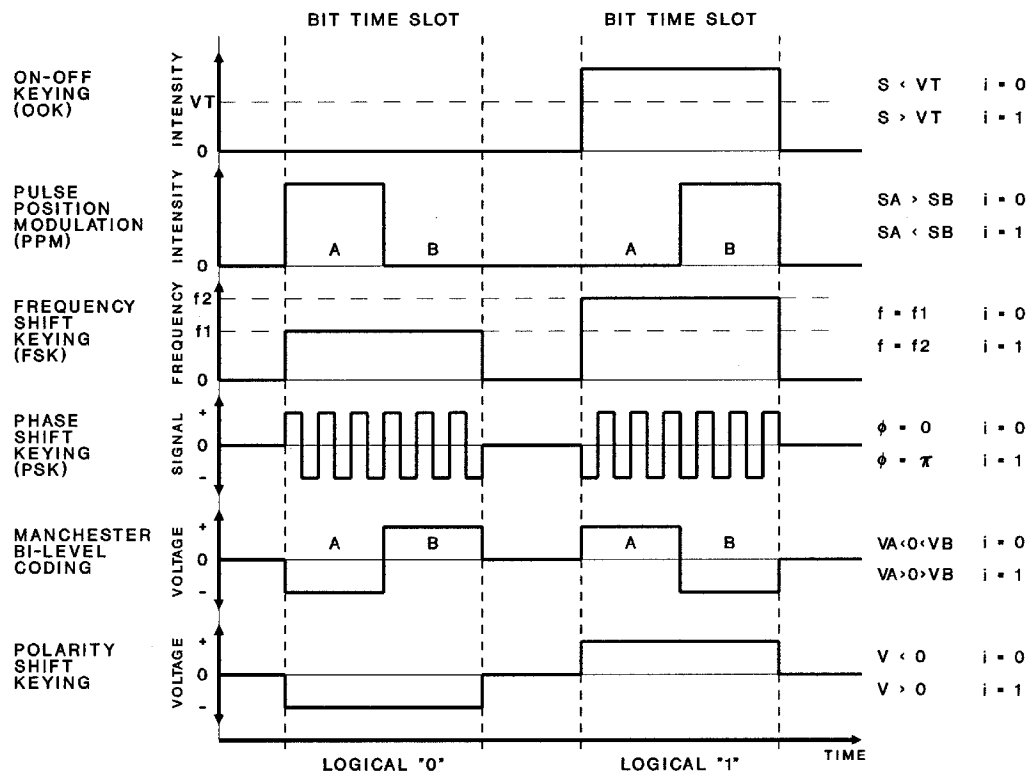 BIT TIME SLOT BIT TIME SLOT
ON-OFF
KEYING
(OOK)
INTENSITY
VT
0
S < VT i = 0
S > VT i = 1
PULSE
POSITION
MODULATION
(PPM)
INTENSITY
0
A B A B
SA > SB i = 0
SA < SB i = 1
FREQUENCY
SHIFT
KEYING
(FSK)
FREQUENCY
f2
f1
0
f = f1 i = 0
f = f2 i = 1
PHASE
SHIFT
KEYING
(PSK)
SIGNAL
+
0
-
ϕ = 0 i = 0
ϕ = π i = 1
MANCHESTER
BI-LEVEL
CODING
VOLTAGE
+
0
-
A B A B
VA<0<VB i = 0
VA>0>VB i = 1
POLARITY
SHIFT
KEYING
VOLTAGE
+
0
-
V < 0 i = 0
V > 0 i = 1
TIME
LOGICAL "0" LOGICAL "1"